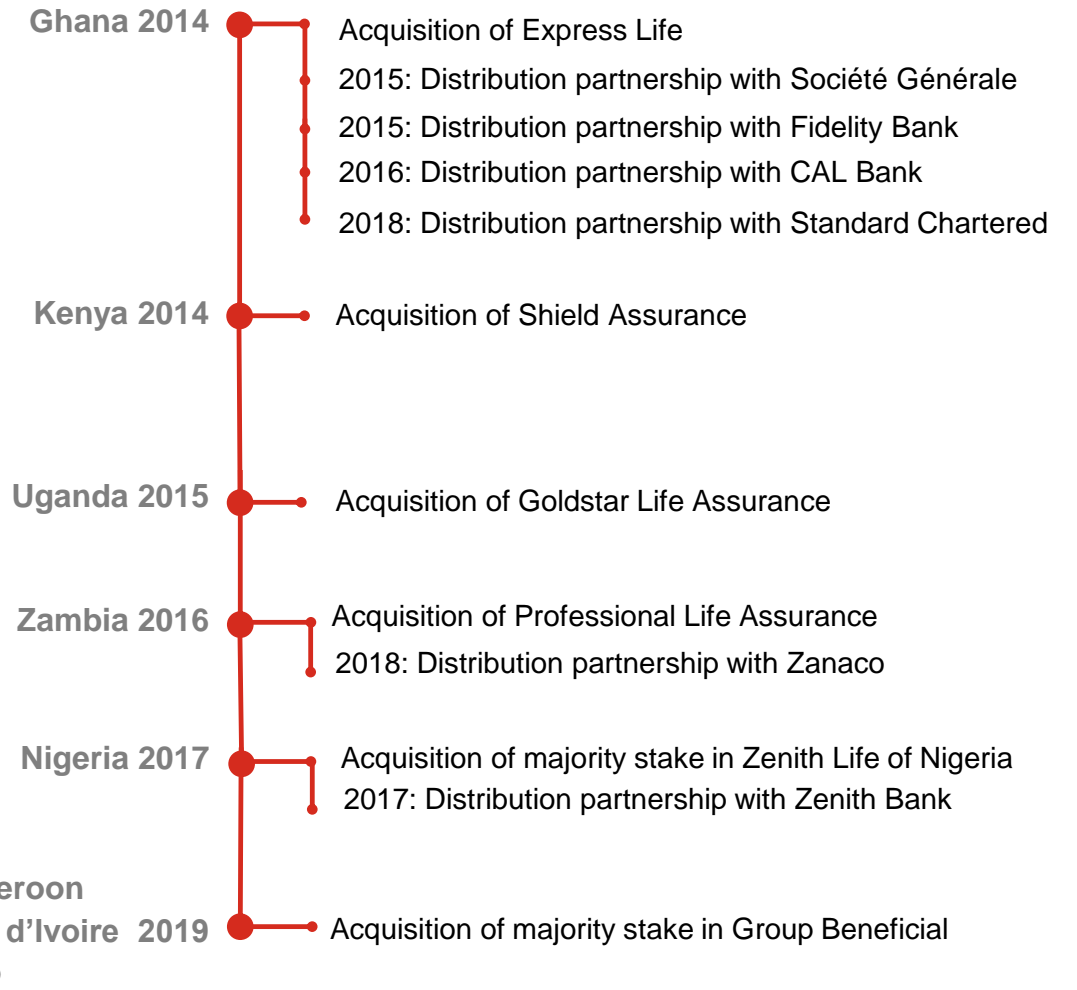 Ghana 2014
Acquisition of Express Life
2015: Distribution partnership with Société Générale
2015: Distribution partnership with Fidelity Bank
2016: Distribution partnership with CAL Bank
2018: Distribution partnership with Standard Chartered
Kenya 2014
Acquisition of Shield Assurance
Uganda 2015
Acquisition of Goldstar Life Assurance
Zambia 2016
Acquisition of Professional Life Assurance
2018: Distribution partnership with Zanaco
Nigeria 2017
Acquisition of majority stake in Zenith Life of Nigeria
2017: Distribution partnership with Zenith Bank
eroon
d’Ivoire 2019
Acquisition of majority stake in Group Beneficial